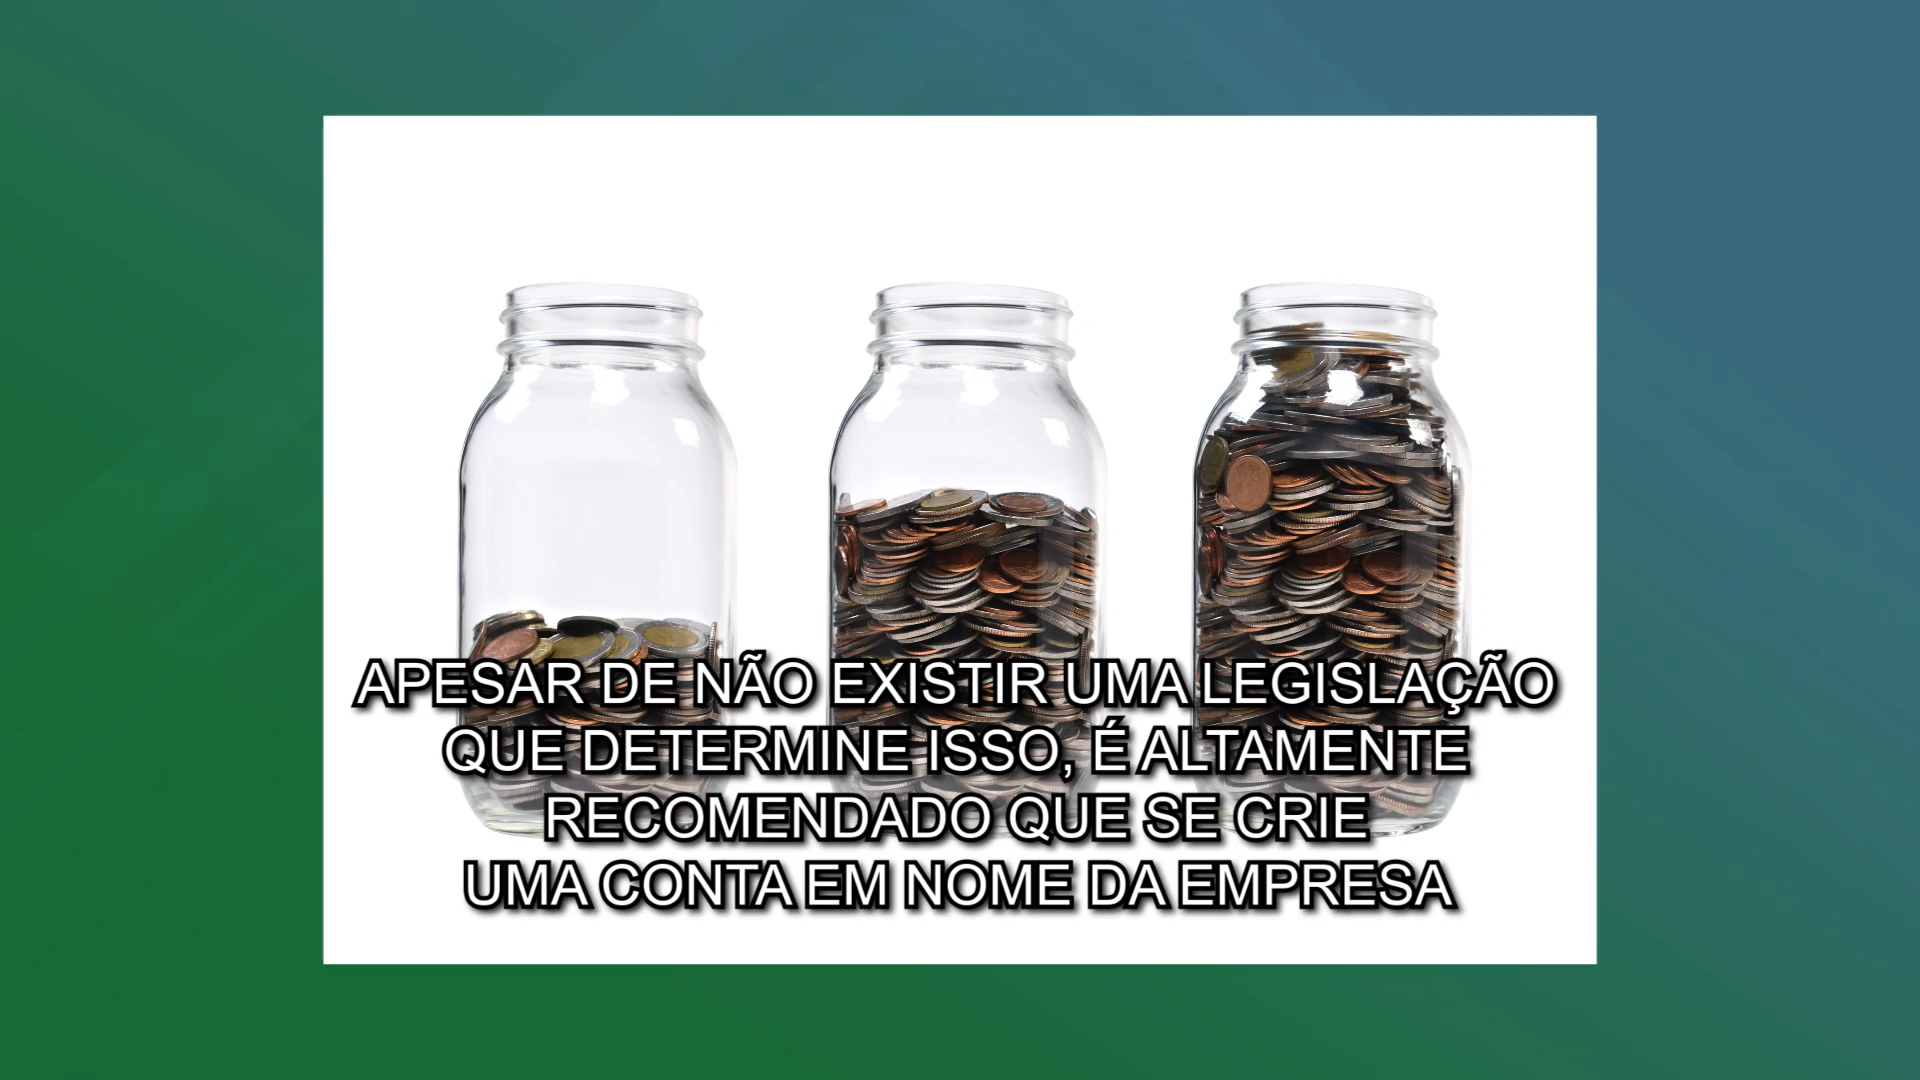 APESAR DE NÃO EXISTIR UMA LEGISLAÇÃO
QUE DETERMINE ISSO, É ALTAMENTE
RECOMENDADO QUE SE CRIE
UMA CONTA EM NOME DA EMPRESA